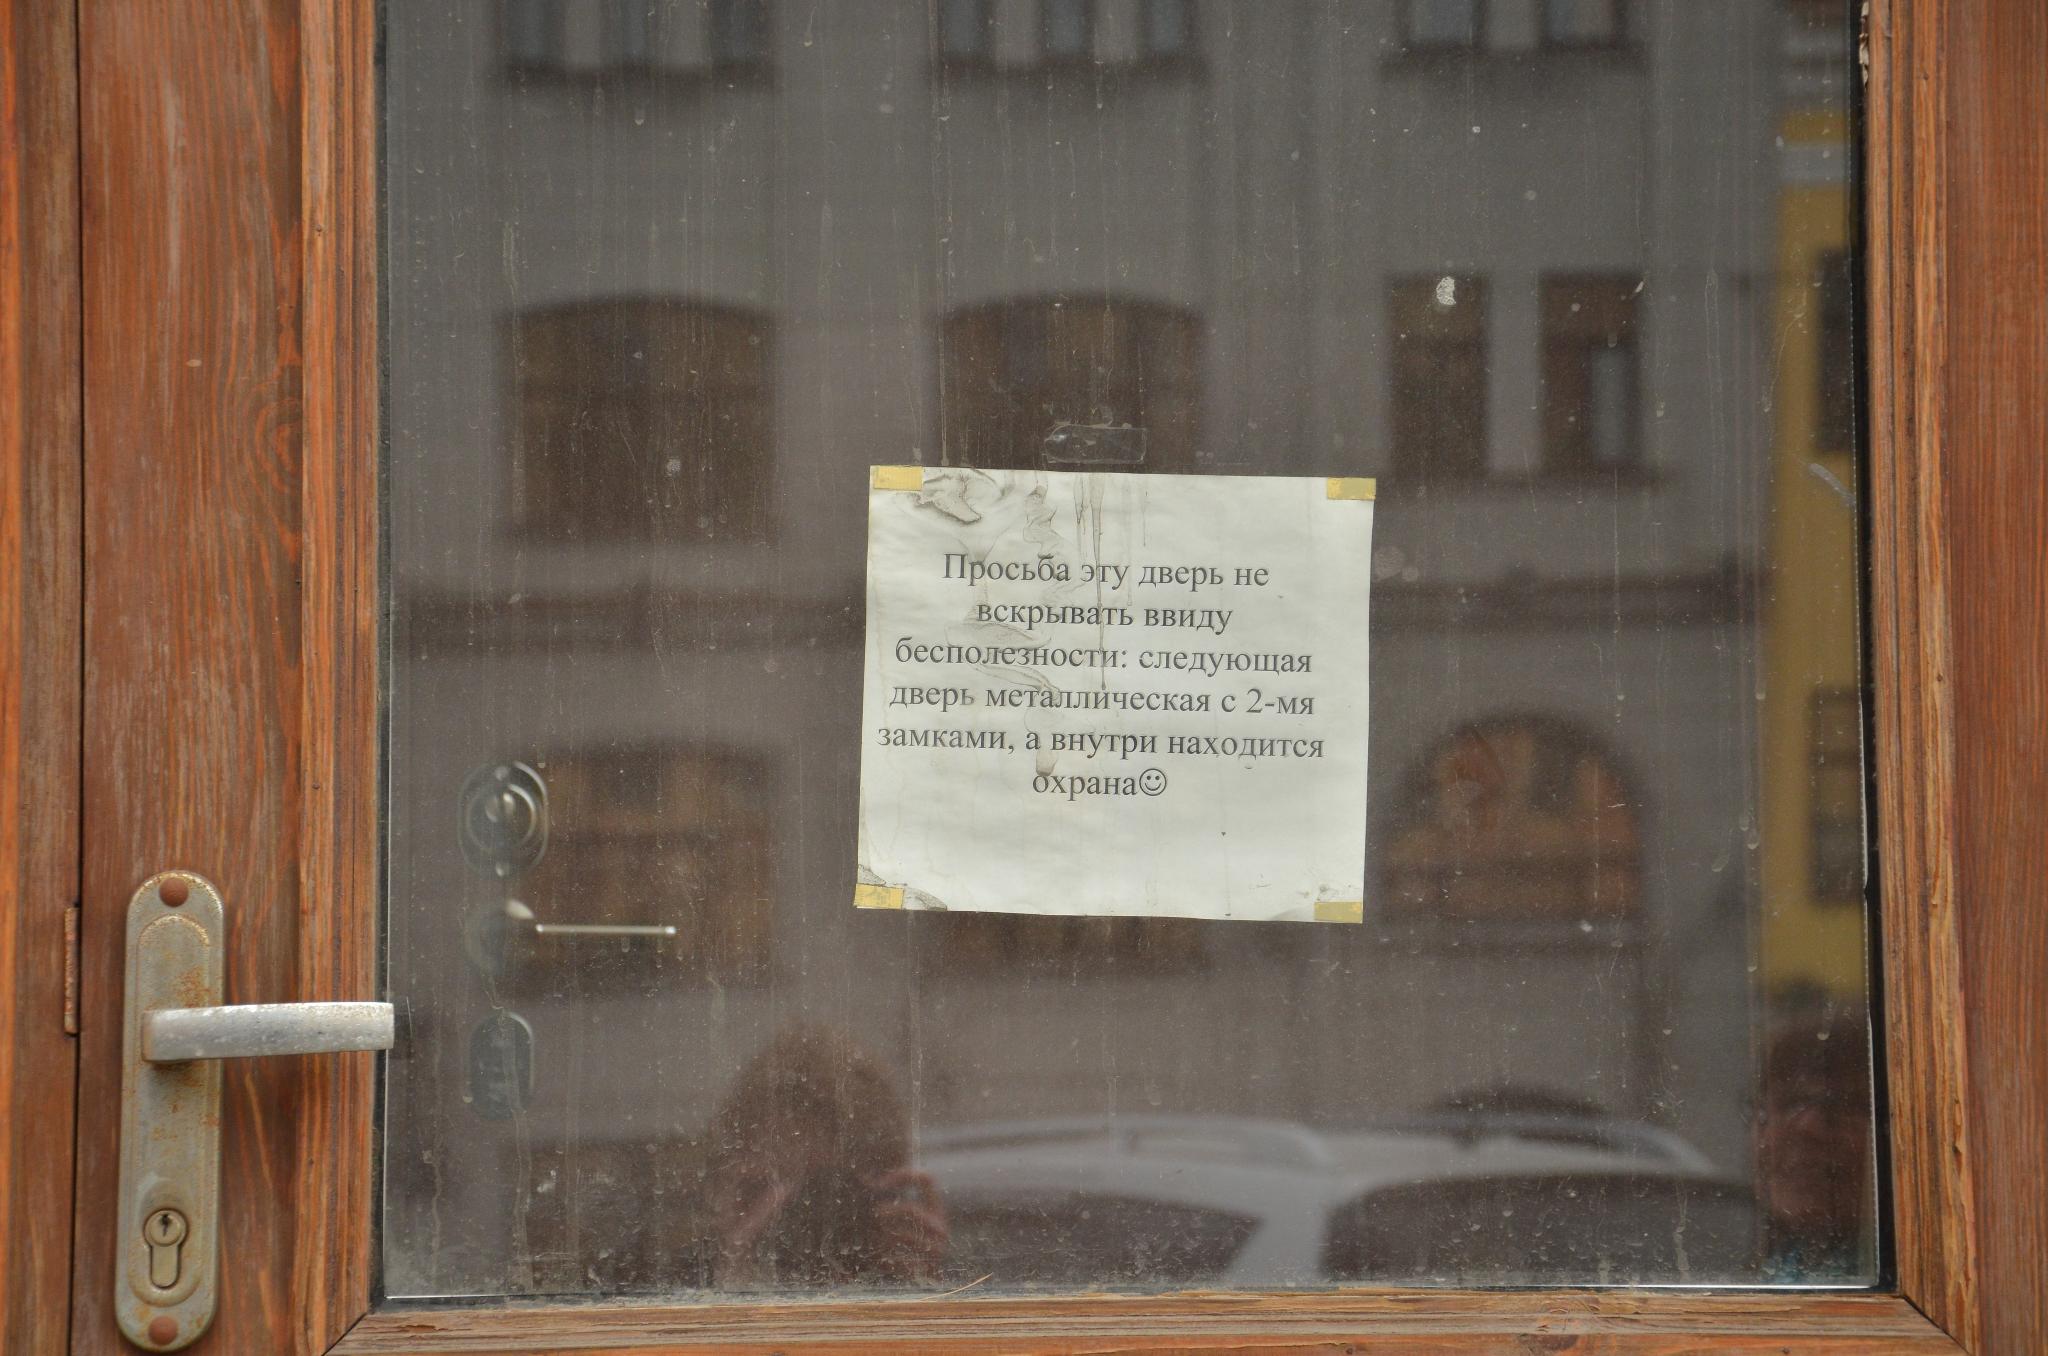 Просьба эту дверь не
вскрывать ввиду
бесполезности: следующая
дверь металлическая с 2-мя
замками, а внутри находится
охрана☺